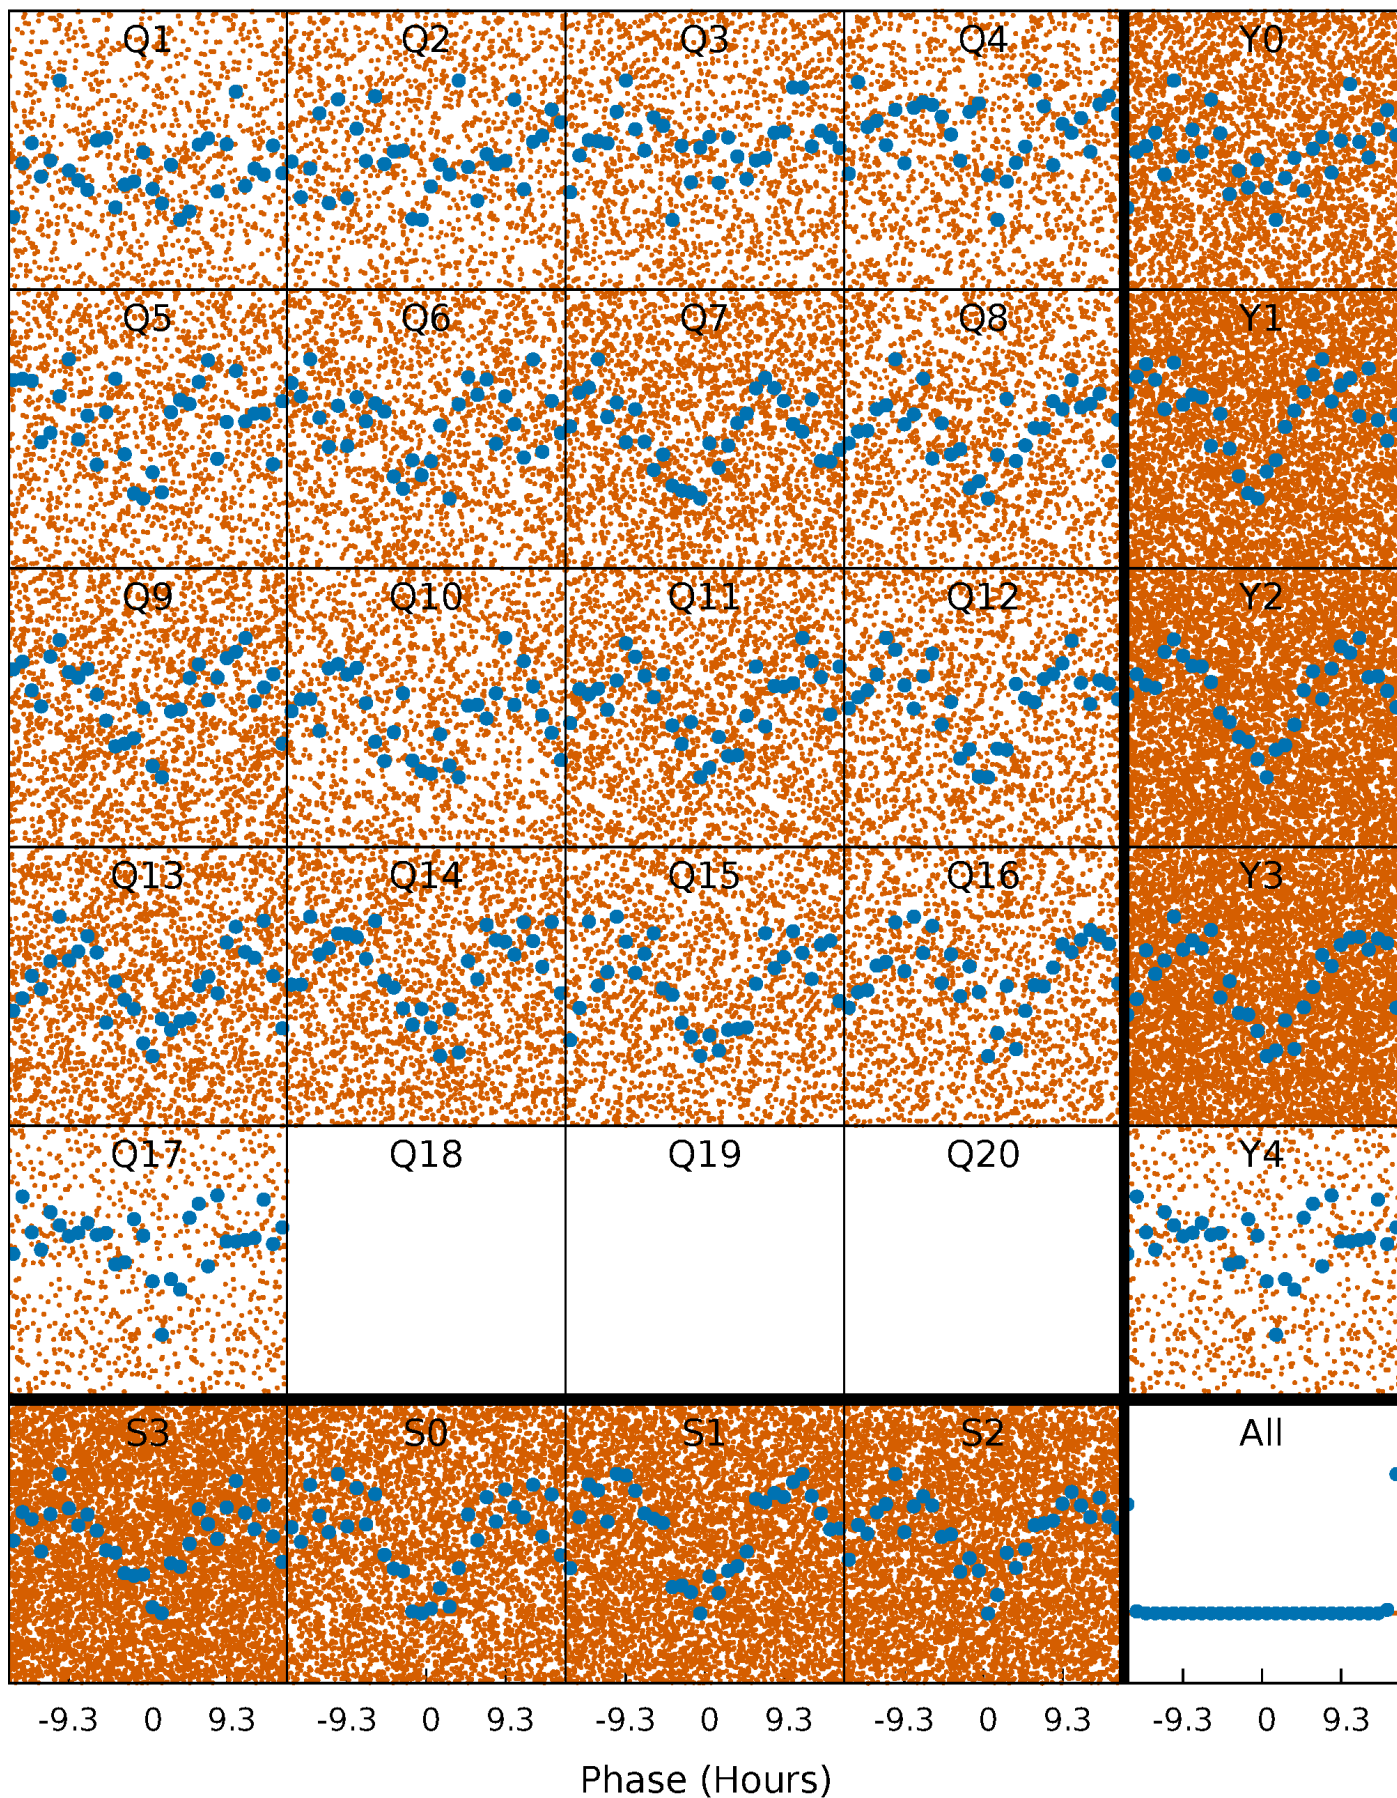 Q1 Q2 Q3 Q4 Y0
Q5 Q6 Q7 Q8 Y1
Q9 Q10 Q11 Q12 Y2
Q13 Q14 Q15 Q16 Y3
Q17 Q18 Q19 Q20 Y4
S3 S0 S1 S2 All
-9.3 0 9.3 -9.3 0 9.3 -9.3 0 9.3 -9.3 0 9.3 -9.3 0 9.3
Phase (Hours)